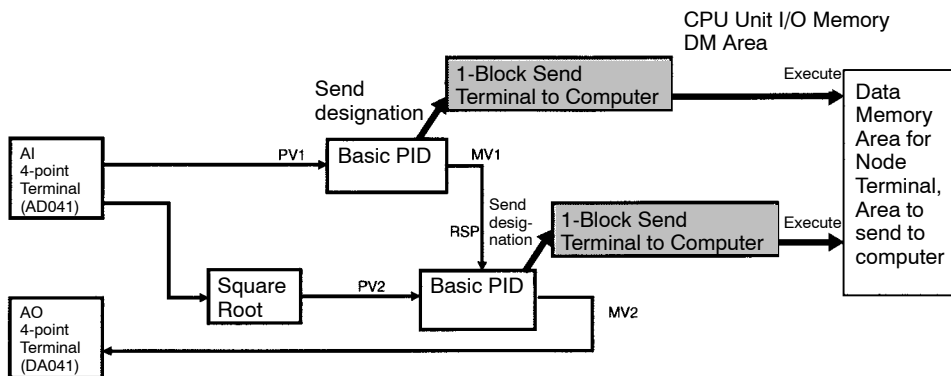 CPU Unit I/O Memory
DM Area
1-Block Send
Terminal to Computer
Execute
Send
designation
Data
Memory
Area for
Node
Terminal,
Area to
send to
computer
AI
4-point
Terminal
(AD041)
PV1
Basic PID
MV1
Send
desig-
nation
RSP
1-Block Send
Terminal to Computer
Execute
Square
Root
PV2
Basic PID
MV2
AO
4-point
Terminal
(DA041)